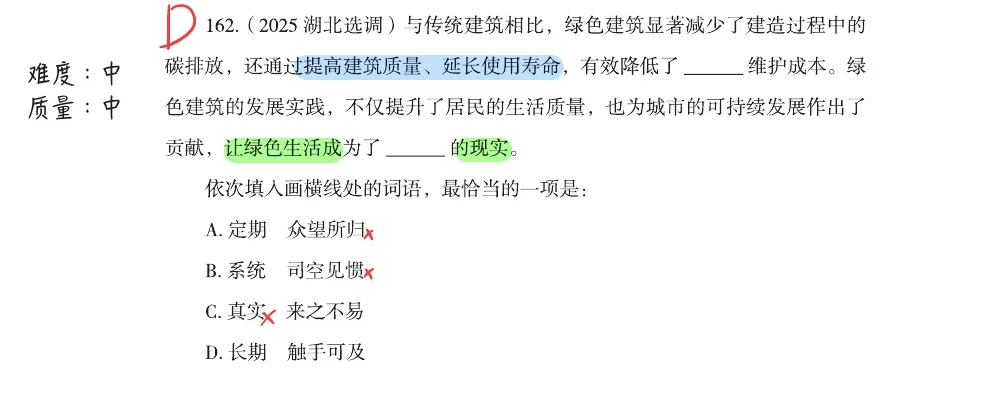 D 162.（2025 湖北选调）与传统建筑相比，绿色建筑显著减少了建造过程中的
难度：中
碳排放，还通过提高建筑质量、延长使用寿命，有效降低了 ______ 维护成本。绿
质量：中
色建筑的发展实践，不仅提升了居民的生活质量，也为城市的可持续发展作出了
贡献，让绿色生活成为了 ______ 的现实。
依次填入画横线处的词语，最恰当的一项是：
A. 定期 众望所归×
B. 系统 司空见惯×
C. 真实× 来之不易
D. 长期 触手可及